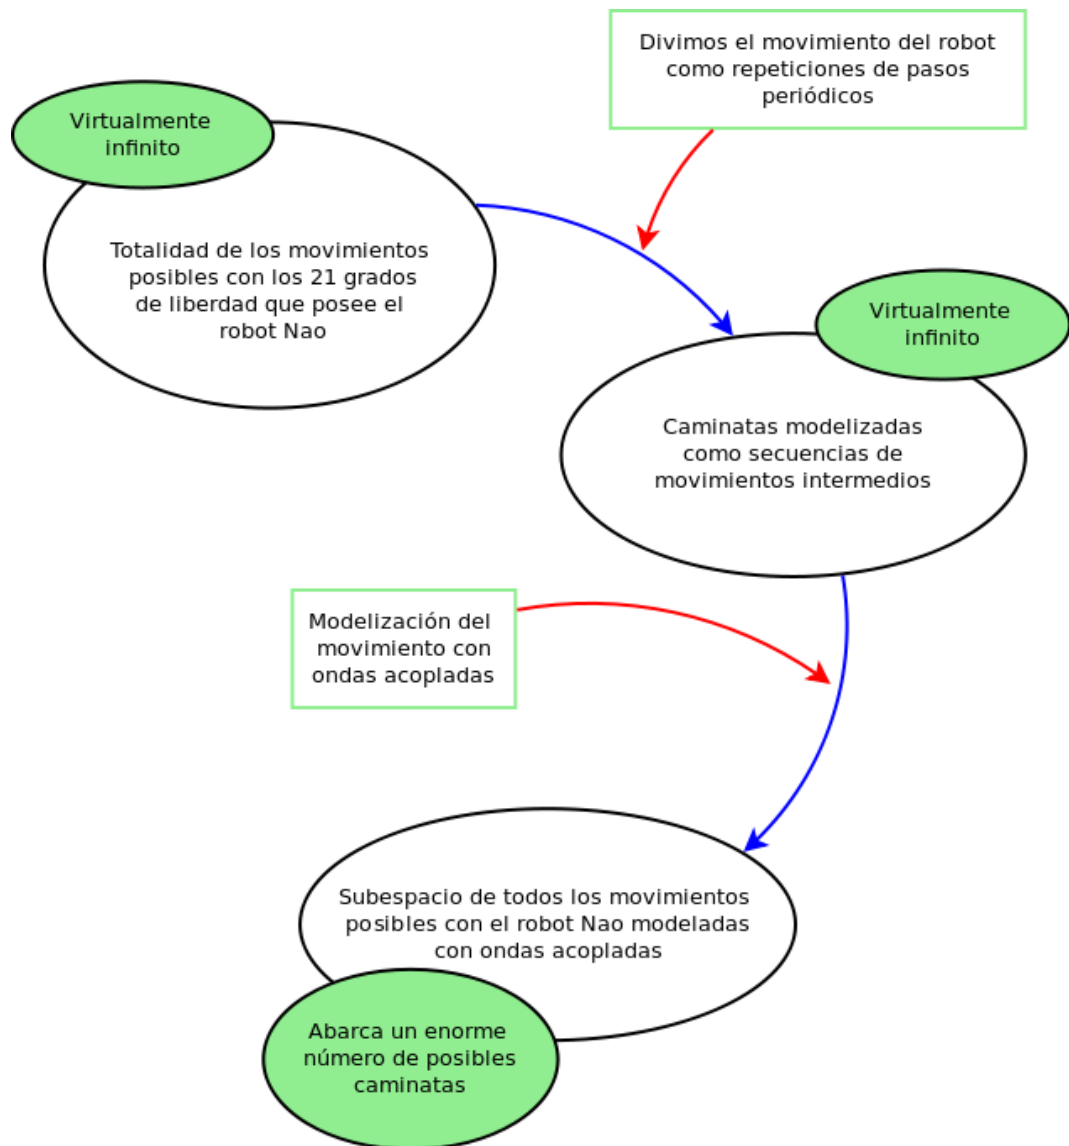 Divimos el movimiento del robot
como repeticiones de pasos
periódicos
Virtualmente
infinito
Totalidad de los movimientos
posibles con los 21 grados
de liberdad que posee el
robot Nao
Virtualmente
infinito
Caminatas modelizadas
como secuencias de
movimientos intermedios
Modelización del
movimiento con
ondas acopladas
Subespacio de todos los movimientos
posibles con el robot Nao modeladas
con ondas acopladas
Abarca un enorme
número de posibles
caminatas